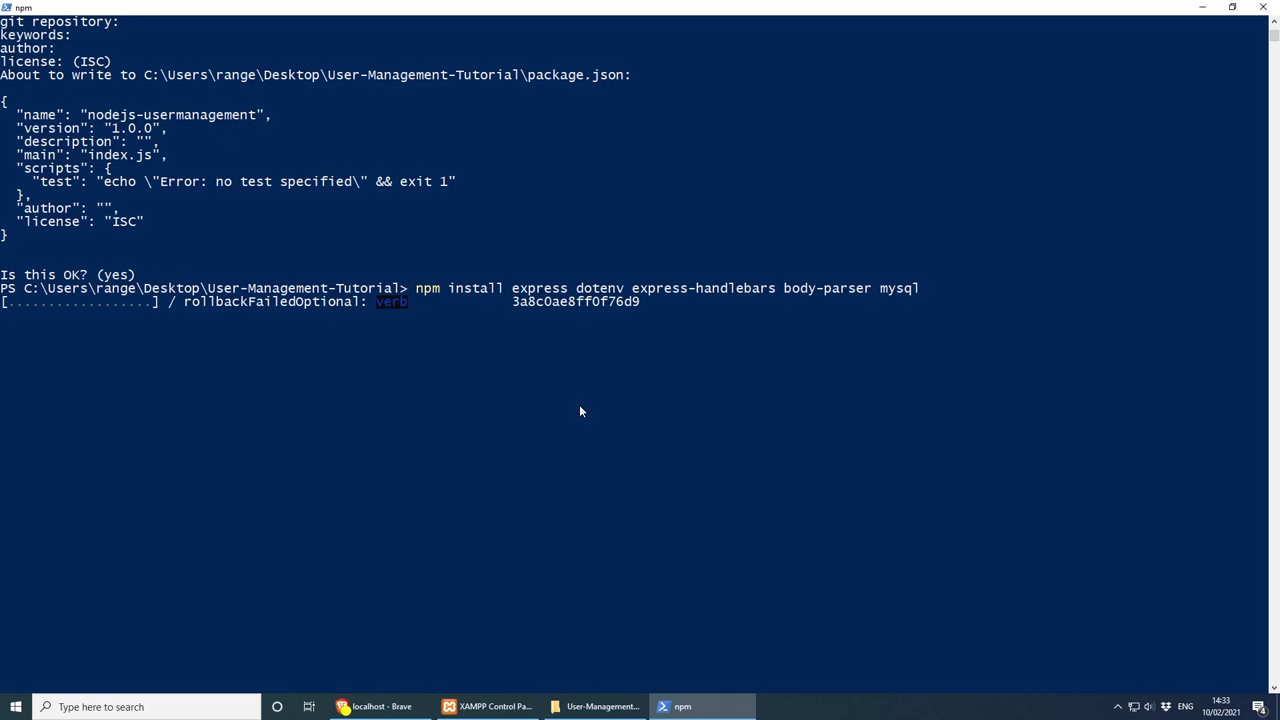 npm
git repository:
keywords:
author:
license: (ISC)
About to write to C:\Users\range\Desktop\User-Management-Tutorial\package.json:
{
  "name": "nodejs-usermanagement",
  "version": "1.0.0",
  "description": "",
  "main": "index.js",
  "scripts": {
    "test": "echo \"Error: no test specified\" && exit 1"
  },
  "author": "",
  "license": "ISC"
}
Is this OK? (yes)
PS C:\Users\range\Desktop\User-Management-Tutorial> npm install express dotenv express-handlebars body-parser mysql
[..................] / rollbackFailedOptional: verb             3a8c0ae8ff0f76d9
Type here to search
localhost - Brave
XAMPP Control Pa...
User-Management...
npm
ENG
14:33
10/02/2021
4